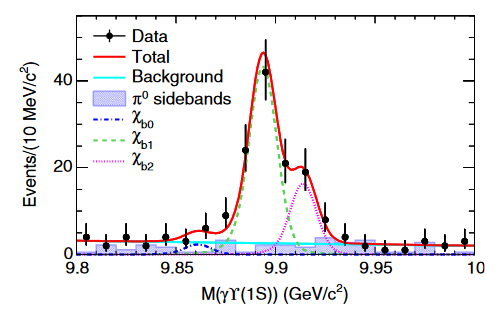 Data
Total
Background
π⁰ sidebands
χb0
χb1
χb2
Events/(10 MeV/c²)
40
20
0
9.8
9.85
9.9
9.95
10
M(γϒ(1S)) (GeV/c²)